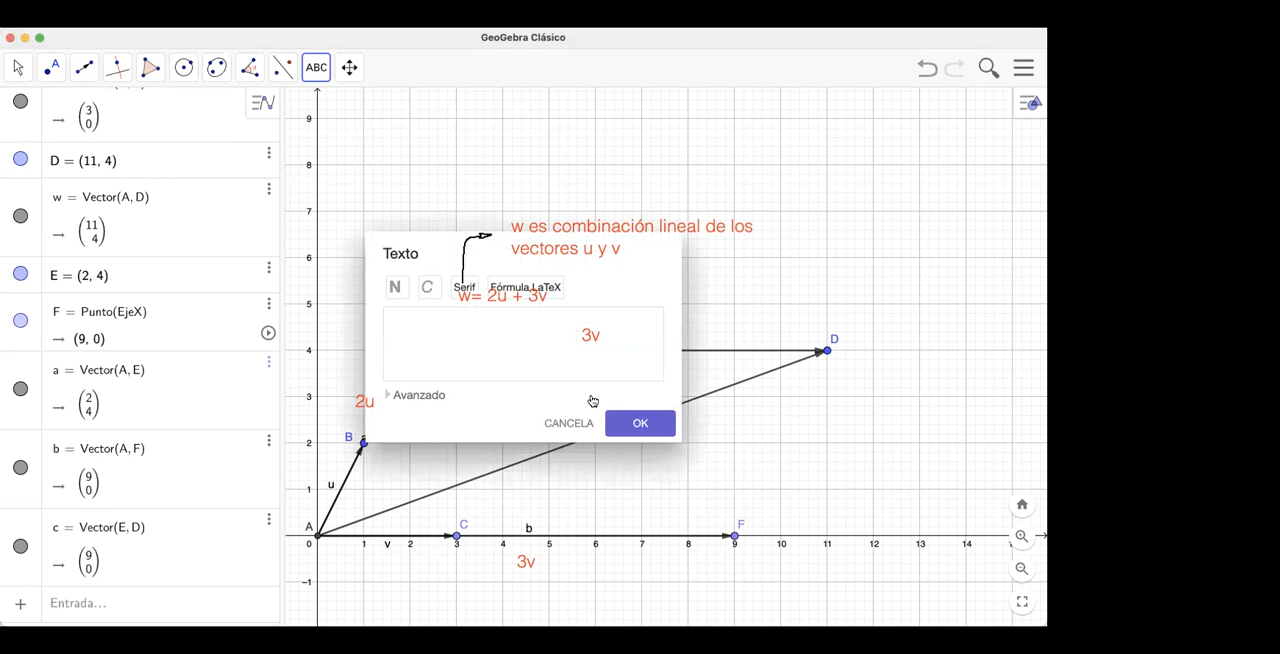 GeoGebra Clásico
A
ABC
→ (3 0)
D = (11, 4)
w = Vector(A, D)
→ (11 4)
E = (2, 4)
F = Punto(EjeX)
→ (9, 0)
a = Vector(A, E)
→ (2 4)
b = Vector(A, F)
→ (9 0)
c = Vector(E, D)
→ (9 0)
+ Entrada...
w es combinación lineal de los
vectores u y v
Texto
N C Serif Fórmula LaTeX
w= 2u + 3v
3v
Avanzado
CANCELA OK
2u
9
8
7
6
5
4
3
2
1
−1
D
B
u
A
C
b
F
0 1 2 3 4 5 6 7 8 9 10 11 12 13 14
v
3v